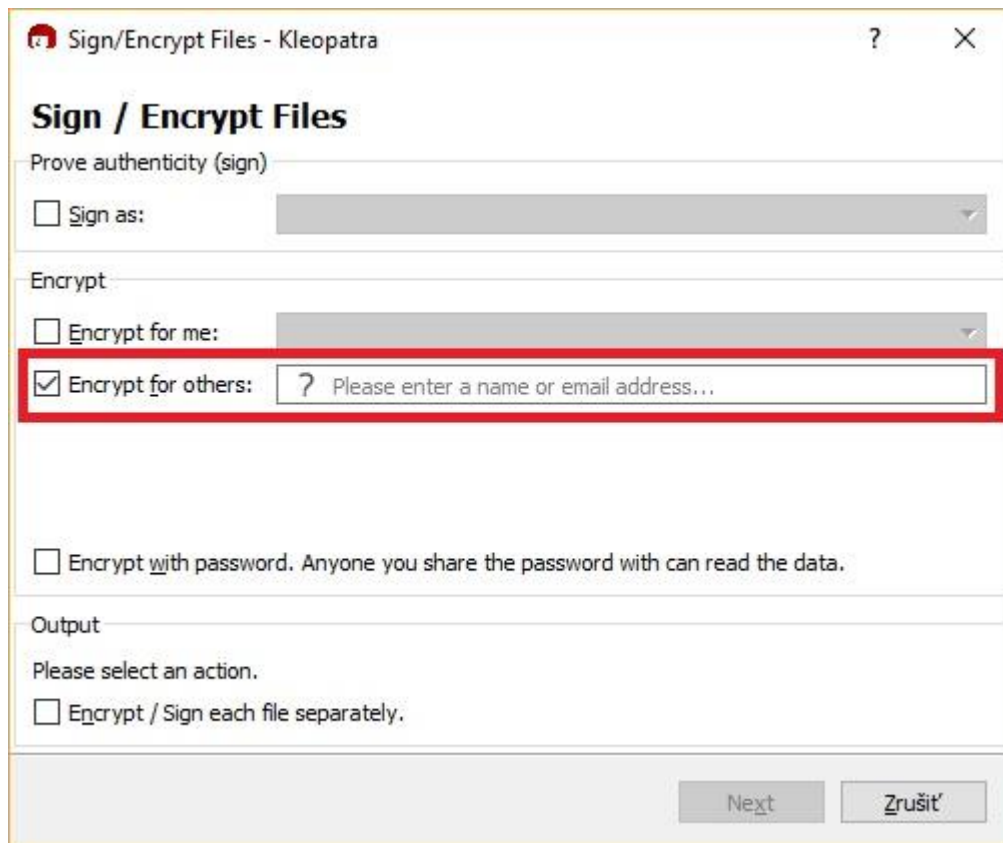 Sign/Encrypt Files - Kleopatra ?
Sign / Encrypt Files
Prove authenticity (sign)
Sign as:
Encrypt
Encrypt for me:
Encrypt for others: ? Please enter a name or email address...
Encrypt with password. Anyone you share the password with can read the data.
Output
Please select an action.
Encrypt / Sign each file separately.
Next Zrušiť